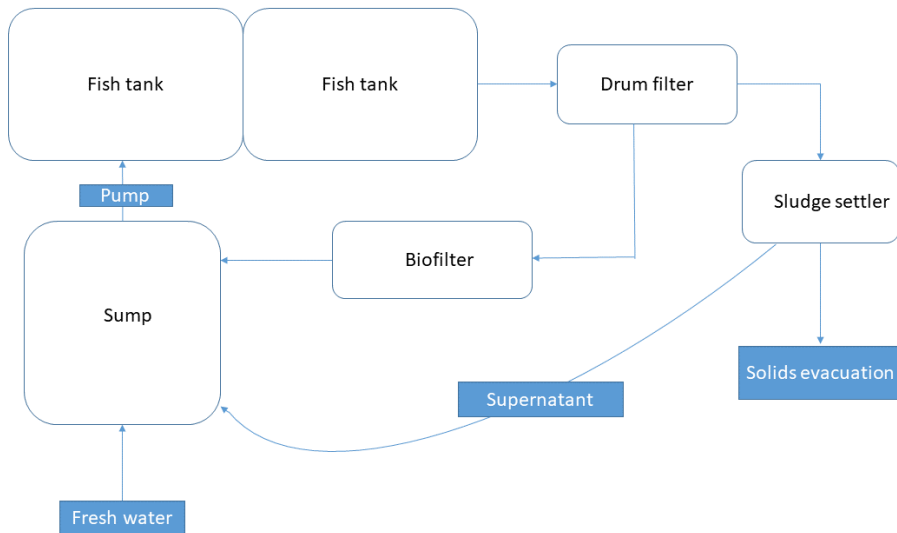 Fish tank
Fish tank
Drum filter
Pump
Sludge settler
Biofilter
Sump
Solids evacuation
Supernatant
Fresh water